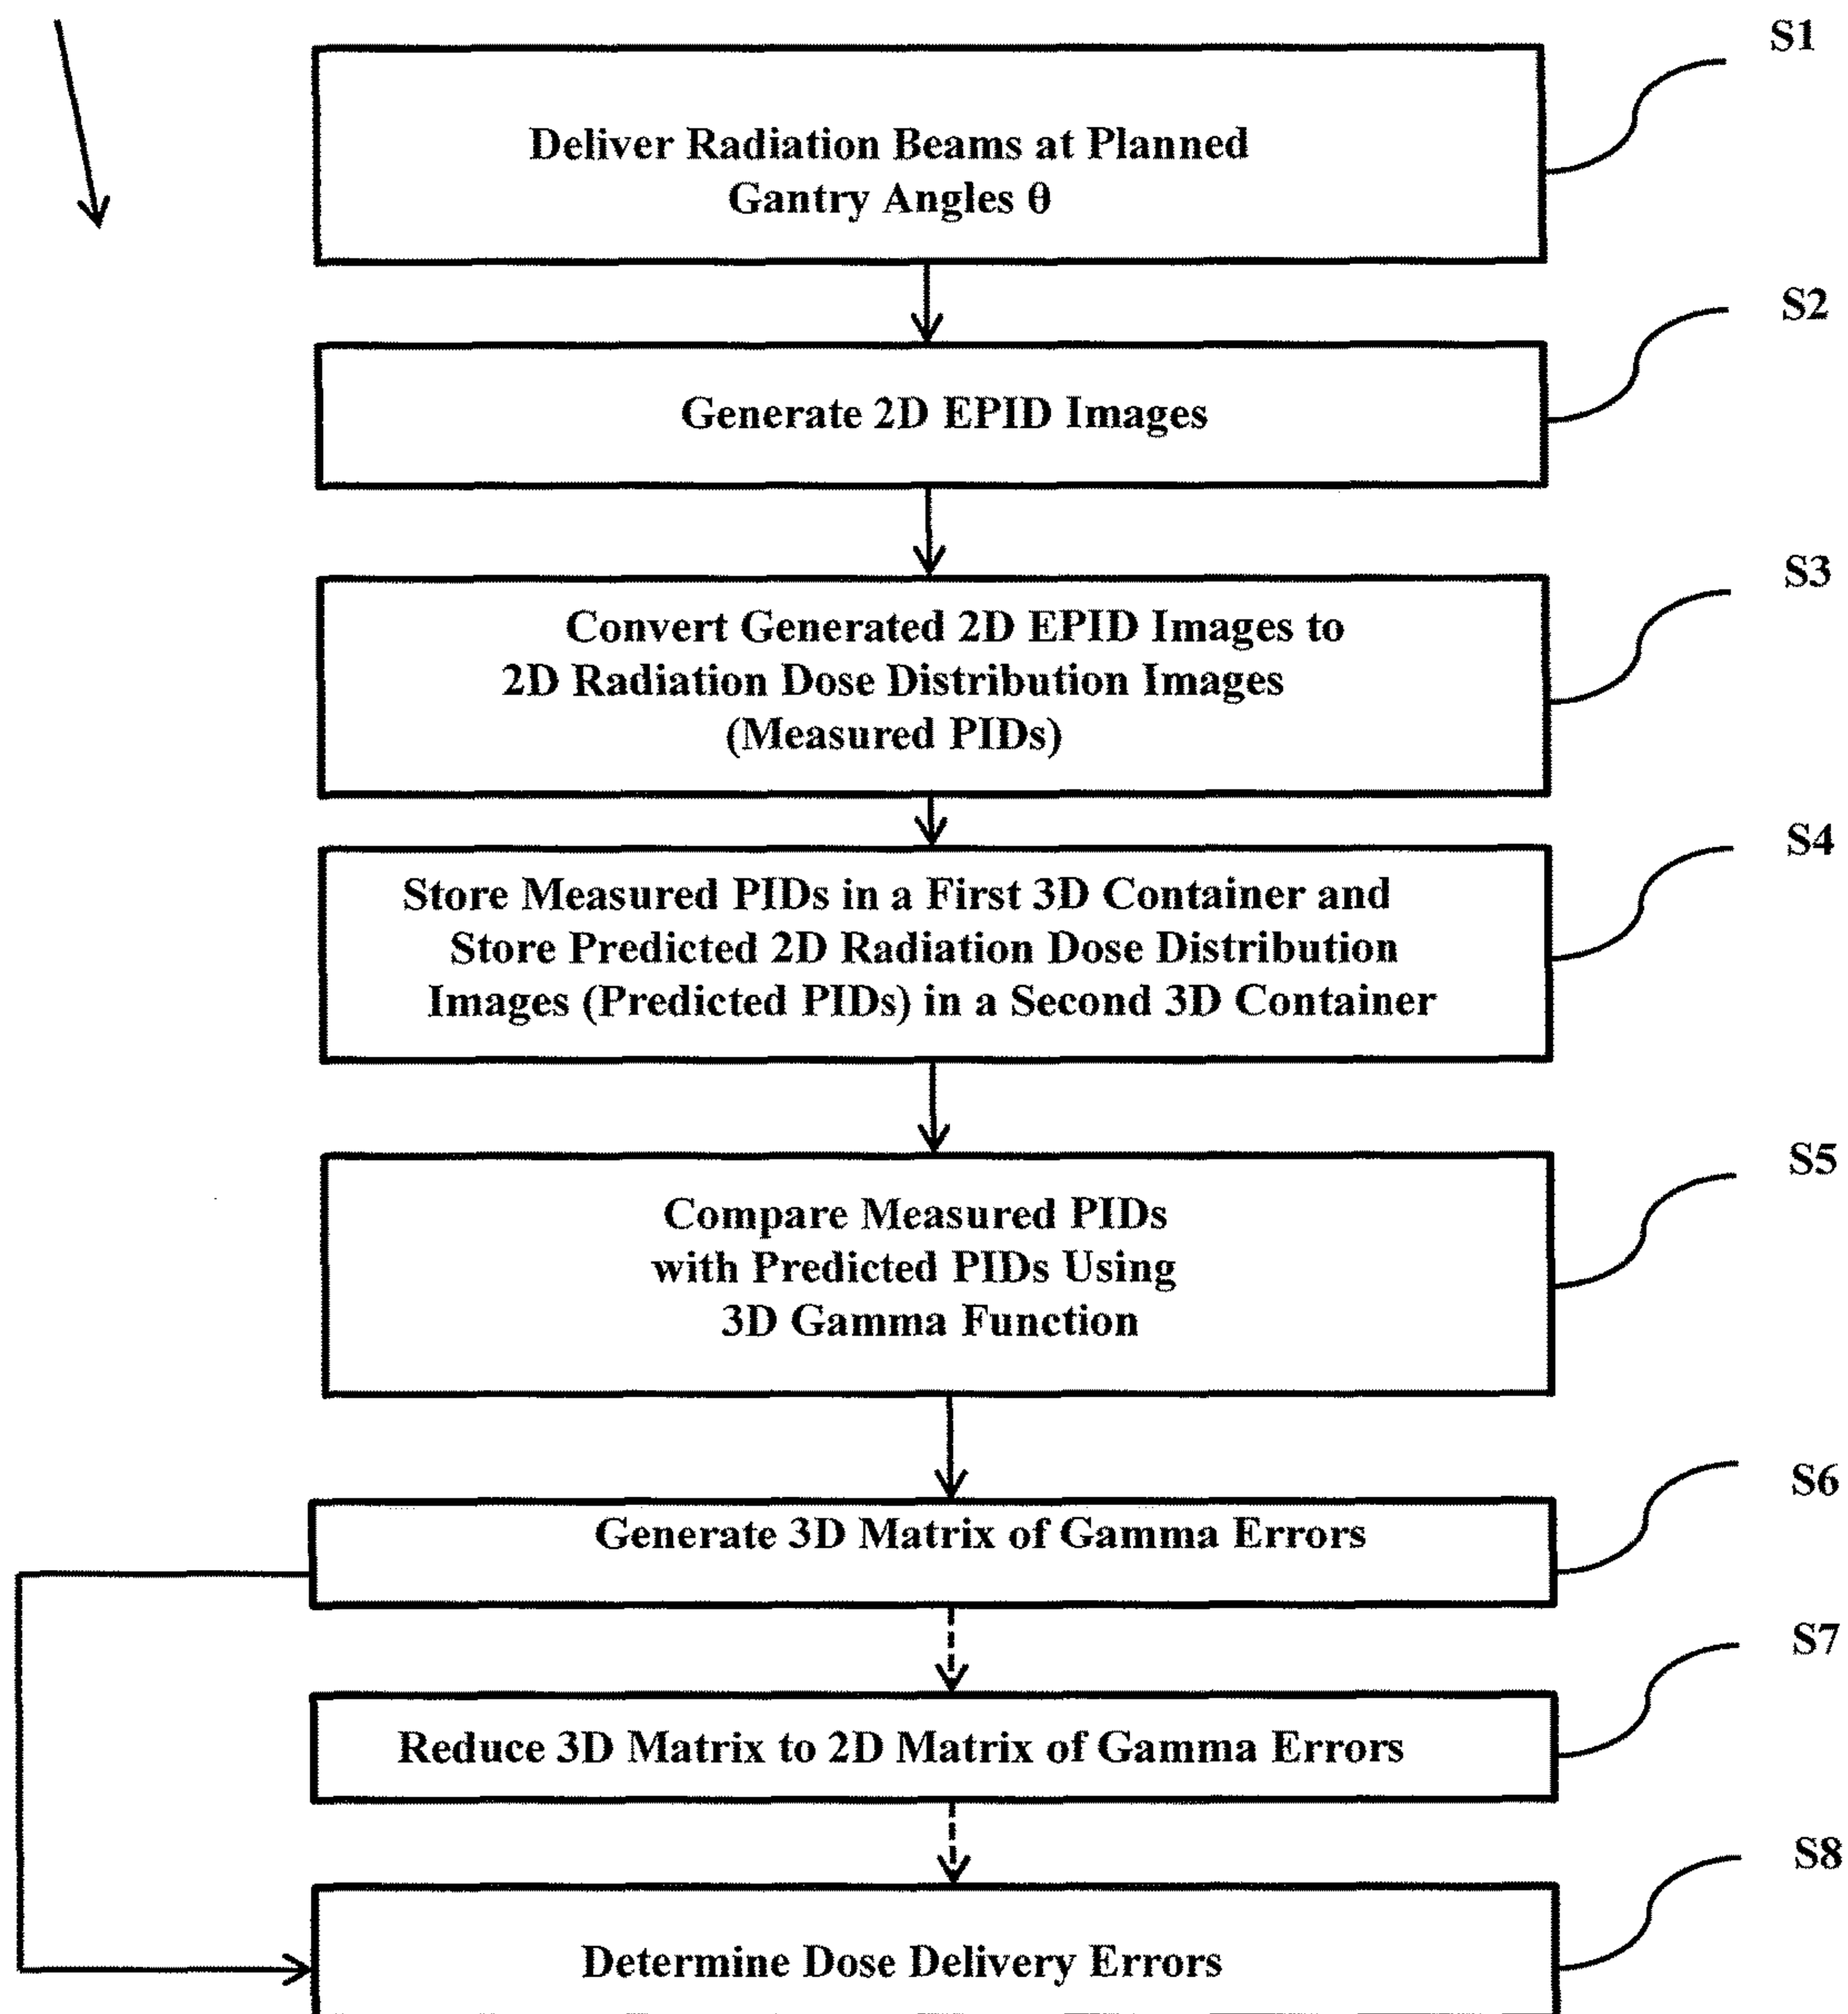 S1
Deliver Radiation Beams at Planned
Gantry Angles θ
S2
Generate 2D EPID Images
S3
Convert Generated 2D EPID Images to
2D Radiation Dose Distribution Images
(Measured PIDs)
S4
Store Measured PIDs in a First 3D Container and
Store Predicted 2D Radiation Dose Distribution
Images (Predicted PIDs) in a Second 3D Container
S5
Compare Measured PIDs
with Predicted PIDs Using
3D Gamma Function
S6
Generate 3D Matrix of Gamma Errors
S7
Reduce 3D Matrix to 2D Matrix of Gamma Errors
S8
Determine Dose Delivery Errors